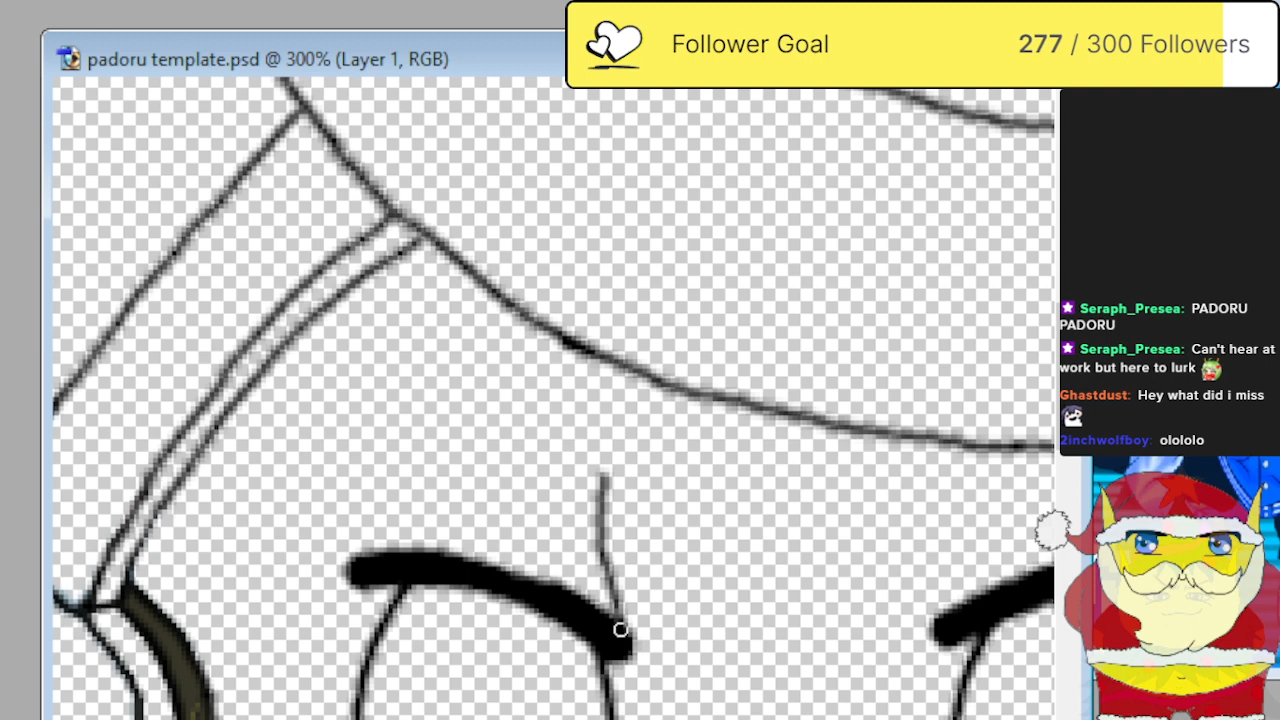 padoru template.psd @ 300% (Layer 1, RGB)
Follower Goal
277 / 300 Followers
Seraph_Presea: PADORU
PADORU
Seraph_Presea: Can't hear at
work but here to lurk
Ghastdust: Hey what did i miss
2inchwolfboy: olololo